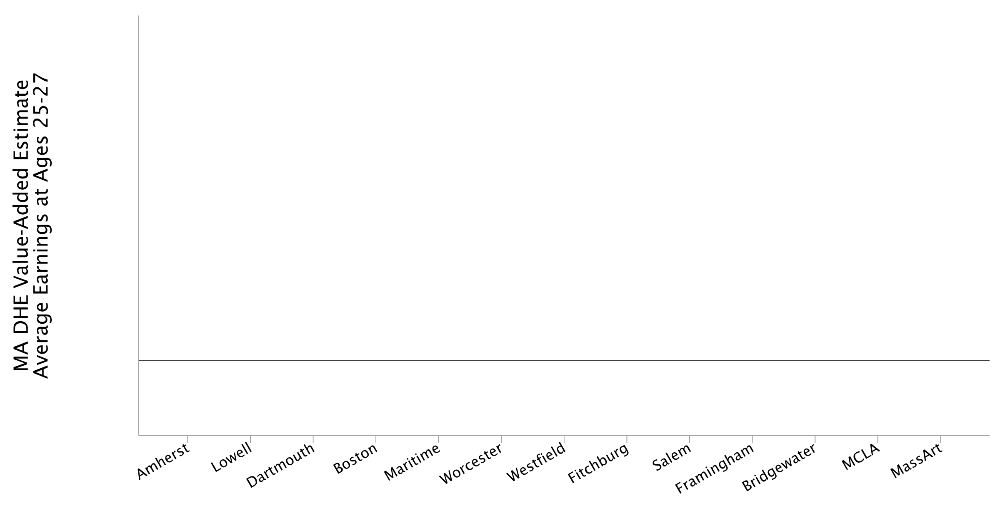 MA DHE Value-Added Estimate
Average Earnings at Ages 25-27
Amherst
Lowell
Dartmouth
Boston
Maritime
Worcester
Westfield
Fitchburg
Salem
Framingham
Bridgewater
MCLA
MassArt